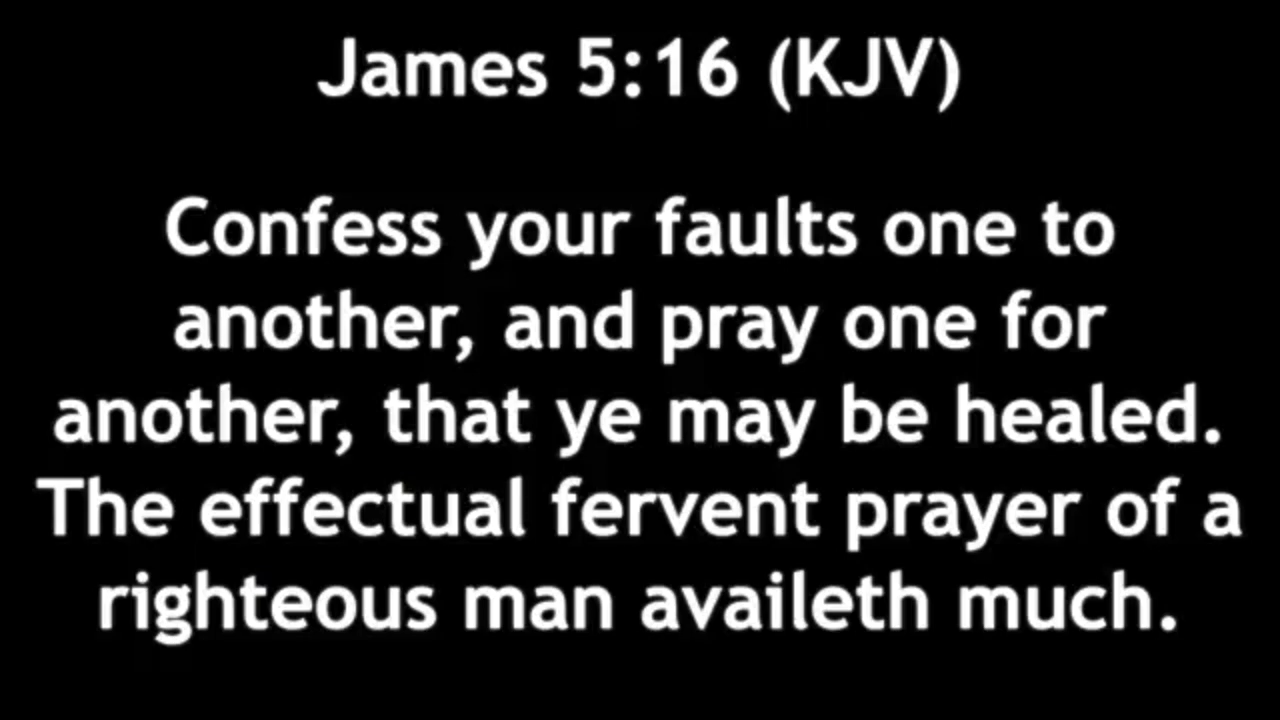 James 5:16 (KJV)
Confess your faults one to
another, and pray one for
another, that ye may be healed.
The effectual fervent prayer of a
righteous man availeth much.